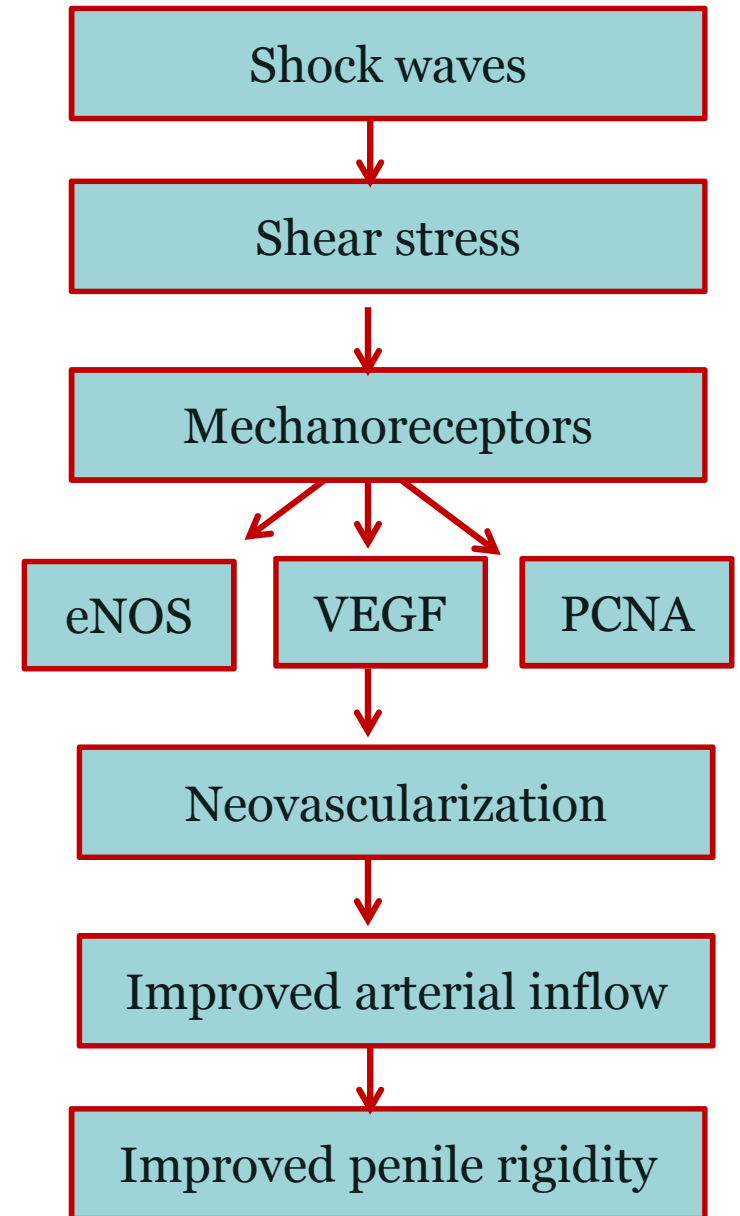 Shock waves
Shear stress
Mechanoreceptors
eNOS
VEGF
PCNA
Neovascularization
Improved arterial inflow
Improved penile rigidity